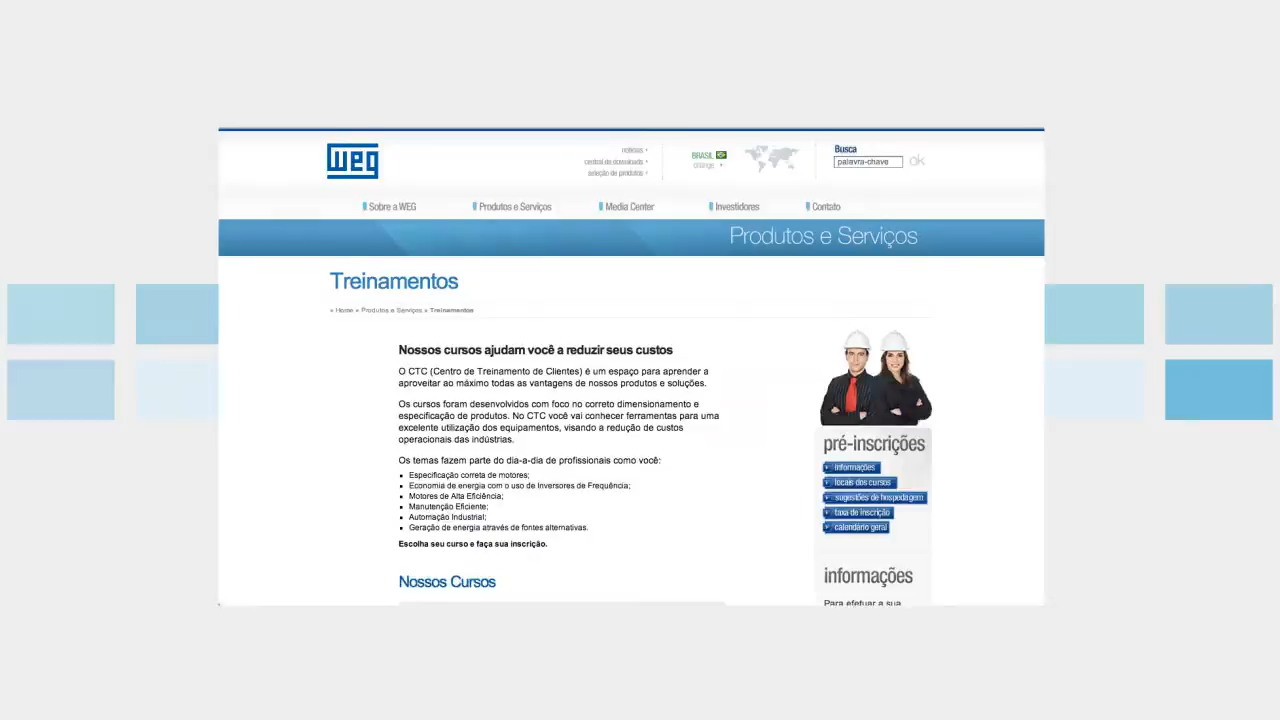 weg
notícias
central de downloads
seleção de produtos
BRASIL
change
Busca
palavra-chave
ok
Sobre a WEG
Produtos e Serviços
Media Center
Investidores
Contato
Produtos e Serviços
Treinamentos
» Home » Produtos e Serviços » Treinamentos
Nossos cursos ajudam você a reduzir seus custos
O CTC (Centro de Treinamento de Clientes) é um espaço para aprender a
aproveitar ao máximo todas as vantagens de nossos produtos e soluções.
Os cursos foram desenvolvidos com foco no correto dimensionamento e
especificação de produtos. No CTC você vai conhecer ferramentas para uma
excelente utilização dos equipamentos, visando a redução de custos
operacionais das indústrias.
Os temas fazem parte do dia-a-dia de profissionais como você:
Especificação correta de motores;
Economia de energia com o uso de Inversores de Frequência;
Motores de Alta Eficiência;
Manutenção Eficiente;
Automação Industrial;
Geração de energia através de fontes alternativas.
Escolha seu curso e faça sua inscrição.
Nossos Cursos
pré-inscrições
informações
locais dos cursos
sugestões de hospedagem
taxa de inscrição
calendário geral
informações
Para efetuar a sua